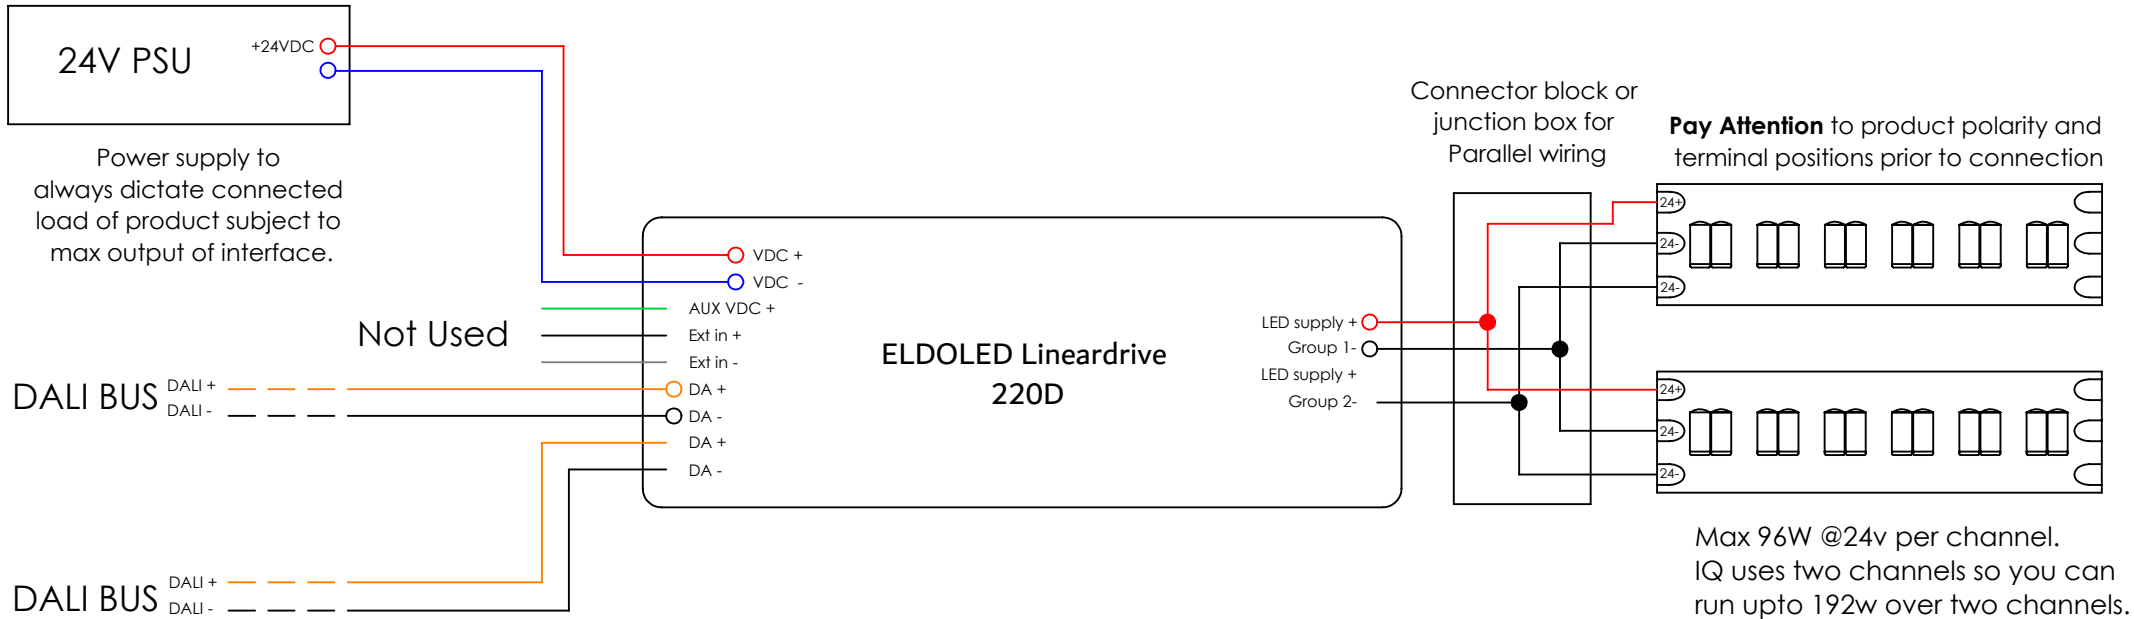 24V PSU
+24VDC
Power supply to
always dictate connected
load of product subject to
max output of interface.
Not Used
DALI BUS
DALI +
DALI -
DALI BUS
DALI +
DALI -
VDC +
VDC -
AUX VDC +
Ext in +
Ext in -
DA +
DA -
DA +
DA -
ELDOLED Lineardrive
220D
LED supply +
Group 1-
LED supply +
Group 2-
Connector block or
junction box for
Parallel wiring
Pay Attention to product polarity and
terminal positions prior to connection
24+
24-
24-
24+
24-
24-
Max 96W @24v per channel.
IQ uses two channels so you can
run upto 192w over two channels.